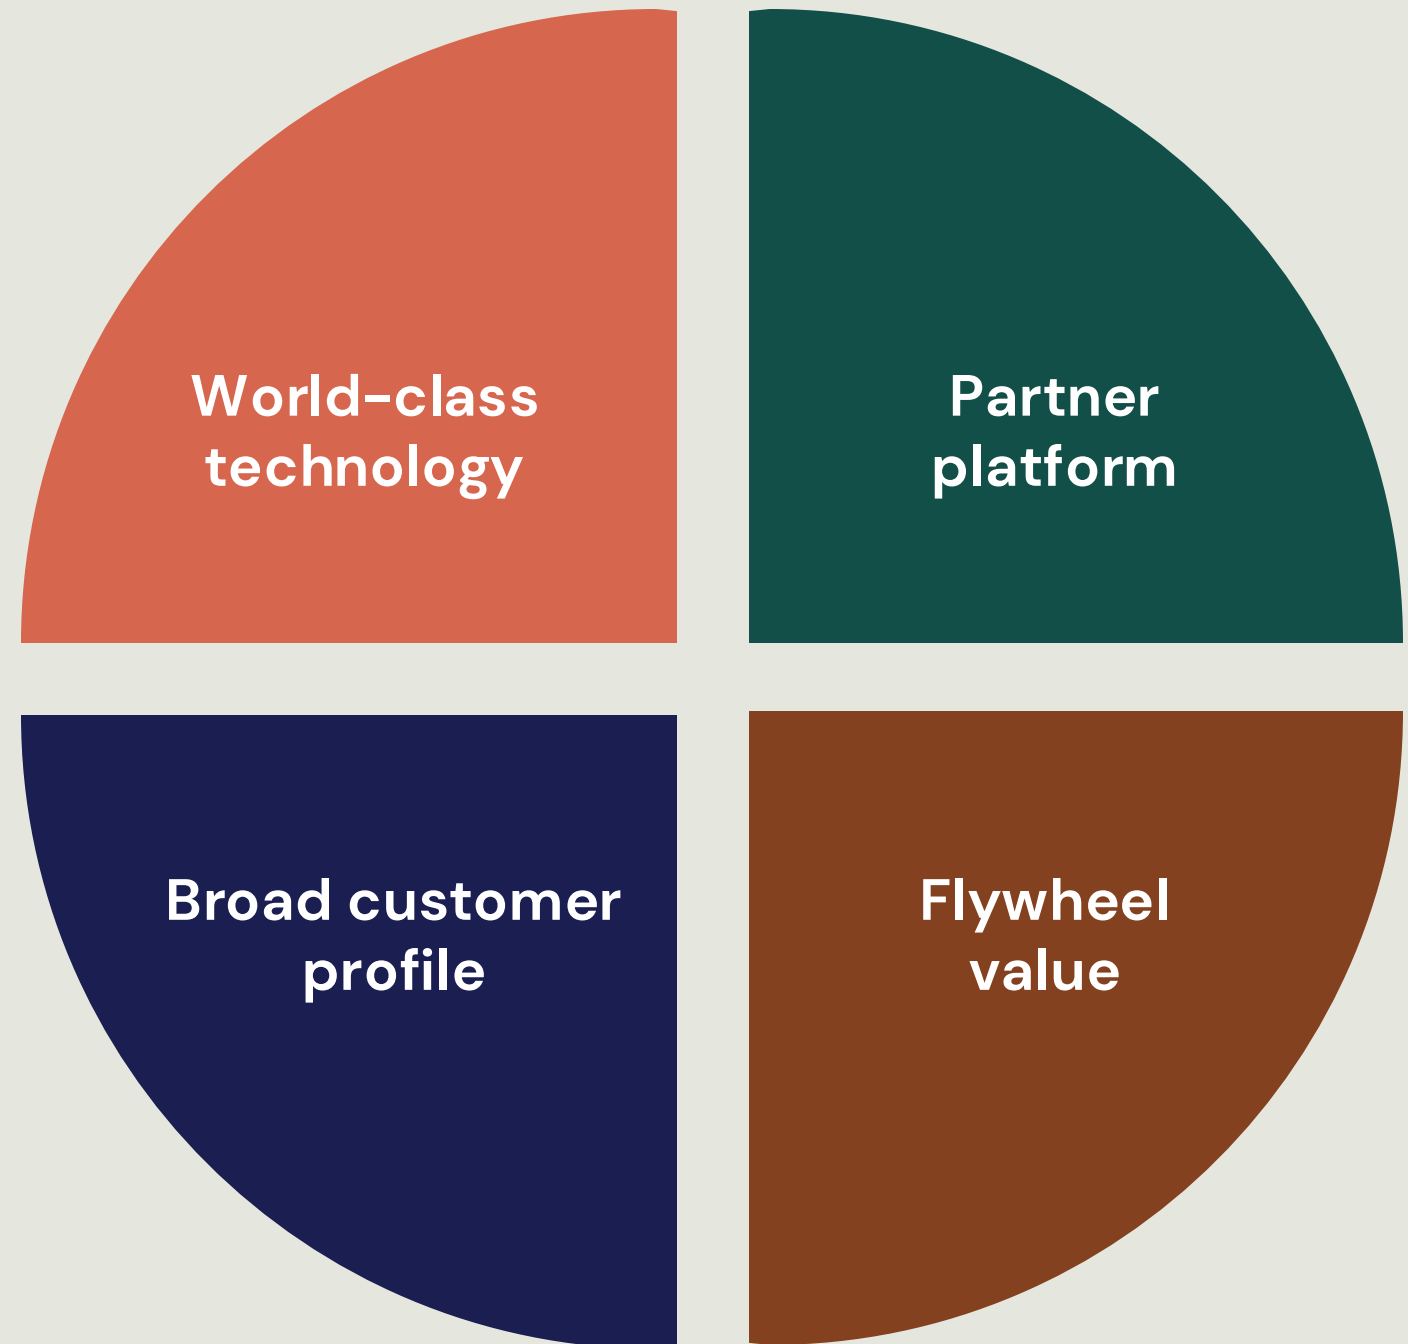 World-class
technology
Partner
platform
Broad customer
profile
Flywheel
value